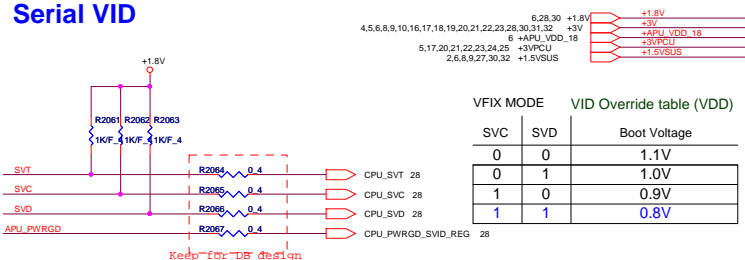 Serial VID
6,28,30 +1.8V +1.8V
4,5,6,8,9,10,16,17,18,19,20,21,22,23,28,30,31,32 +3V +3V
6 +APU_VDD_18 +APU_VDD_18
5,17,20,21,22,23,24,25 +3VPCU +3VPCU
2,6,8,9,27,30,32 +1.5VSUS +1.5VSUS
+1.8V
R2061 R2062 R2063
1K/F_4 1K/F_4 1K/F_4
VFIX MODE VID Override table (VDD)
SVC SVD Boot Voltage
0 0 1.1V
0 1 1.0V
1 0 0.9V
1 1 0.8V
SVT R2064 0_4 CPU_SVT 28
SVC R2065 0_4 CPU_SVC 28
SVD R2066 0_4 CPU_SVD 28
APU_PWRGD R2067 0_4 CPU_PWRGD_SVID_REG 28
Keep for DB design